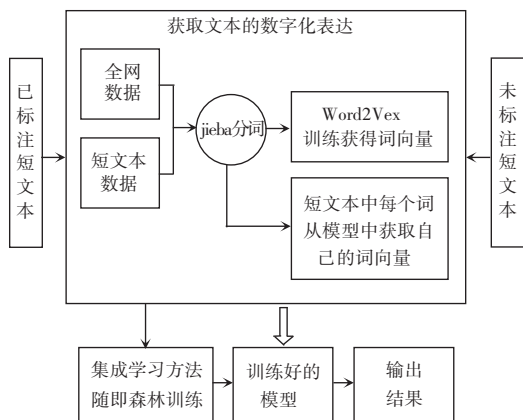 获取文本的数字化表达
已标注短文本
全网
数据
短文本
数据
jieba分词
Word2Vex
训练获得词向量
短文本中每个词
从模型中获取自
己的词向量
未标注短文本
集成学习方法
随即森林训练
训练好的
模型
输出
结果